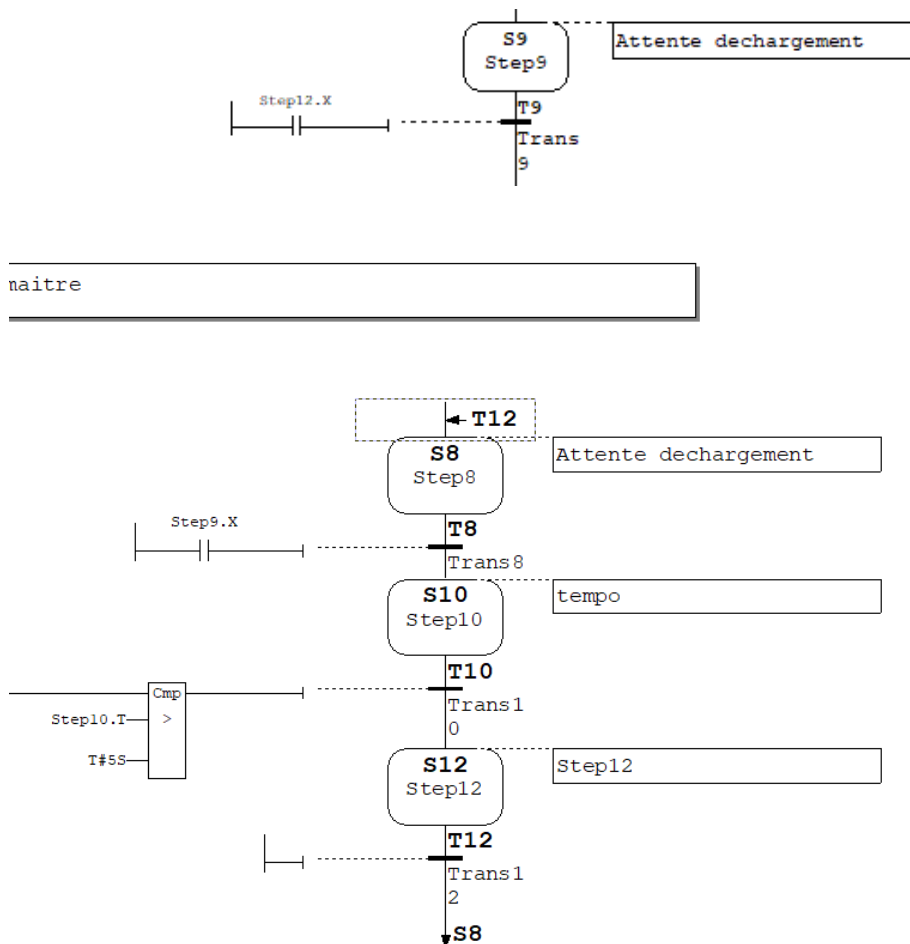 S9
Step9
Attente dechargement
Step12.X
T9
Trans
9
maitre
T12
S8
Step8
Attente dechargement
Step9.X
T8
Trans8
S10
Step10
tempo
T10
Trans1
0
Cmp
Step10.T
>
T#5S
S12
Step12
Step12
T12
Trans1
2
S8